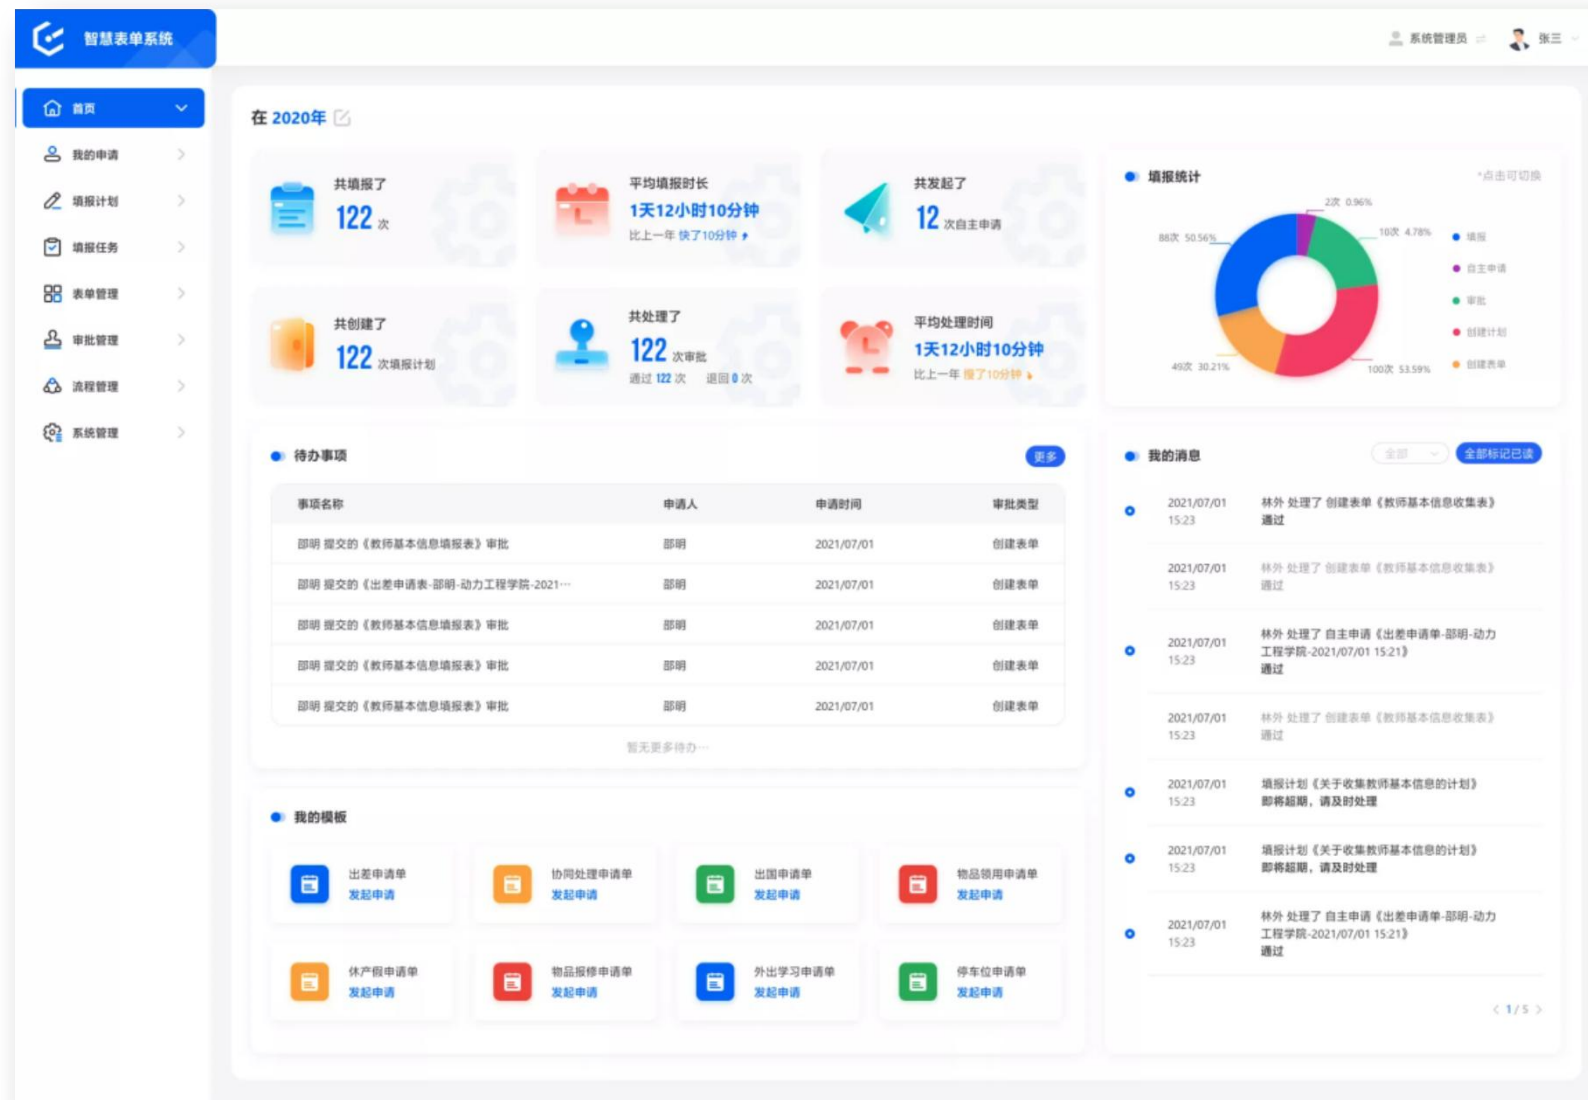 智慧表单系统
系统管理员
张三
首页
我的申请
填报计划
填报任务
表单管理
审批管理
流程管理
系统管理
在 2020年
共填报了
122 次
平均填报时长
1天12小时10分钟
比上一年 快了10分钟
共发起了
12 次自主申请
共创建了
122 次填报计划
共处理了
122 次审批
通过 122 次 退回 0 次
平均处理时间
1天12小时10分钟
比上一年 慢了10分钟
填报统计
*点击可切换
2次 0.96%
88次 50.56%
10次 4.78%
49次 30.21%
100次 53.59%
填报
自主申请
审批
创建计划
创建表单
待办事项
更多
事项名称 申请人 申请时间 审批类型
邵明 提交的《教师基本信息填报表》审批 邵明 2021/07/01 创建表单
邵明 提交的《出差申请表-邵明-动力工程学院-2021··· 邵明 2021/07/01 创建表单
邵明 提交的《教师基本信息填报表》审批 邵明 2021/07/01 创建表单
邵明 提交的《教师基本信息填报表》审批 邵明 2021/07/01 创建表单
邵明 提交的《教师基本信息填报表》审批 邵明 2021/07/01 创建表单
暂无更多待办···
我的模板
出差申请单
发起申请
协同处理申请单
发起申请
出国申请单
发起申请
物品领用申请单
发起申请
休产假申请单
发起申请
物品报修申请单
发起申请
外出学习申请单
发起申请
停车位申请单
发起申请
我的消息
全部
全部标记已读
2021/07/01
15:23
林外 处理了 创建表单《教师基本信息收集表》
通过
2021/07/01
15:23
林外 处理了 创建表单《教师基本信息收集表》
通过
2021/07/01
15:23
林外 处理了 自主申请《出差申请单-邵明-动力
工程学院-2021/07/01 15:21》
通过
2021/07/01
15:23
林外 处理了 创建表单《教师基本信息收集表》
通过
2021/07/01
15:23
填报计划《关于收集教师基本信息的计划》
即将超期，请及时处理
2021/07/01
15:23
填报计划《关于收集教师基本信息的计划》
即将超期，请及时处理
2021/07/01
15:23
林外 处理了 自主申请《出差申请单-邵明-动力
工程学院-2021/07/01 15:21》
通过
< 1 / 5 >